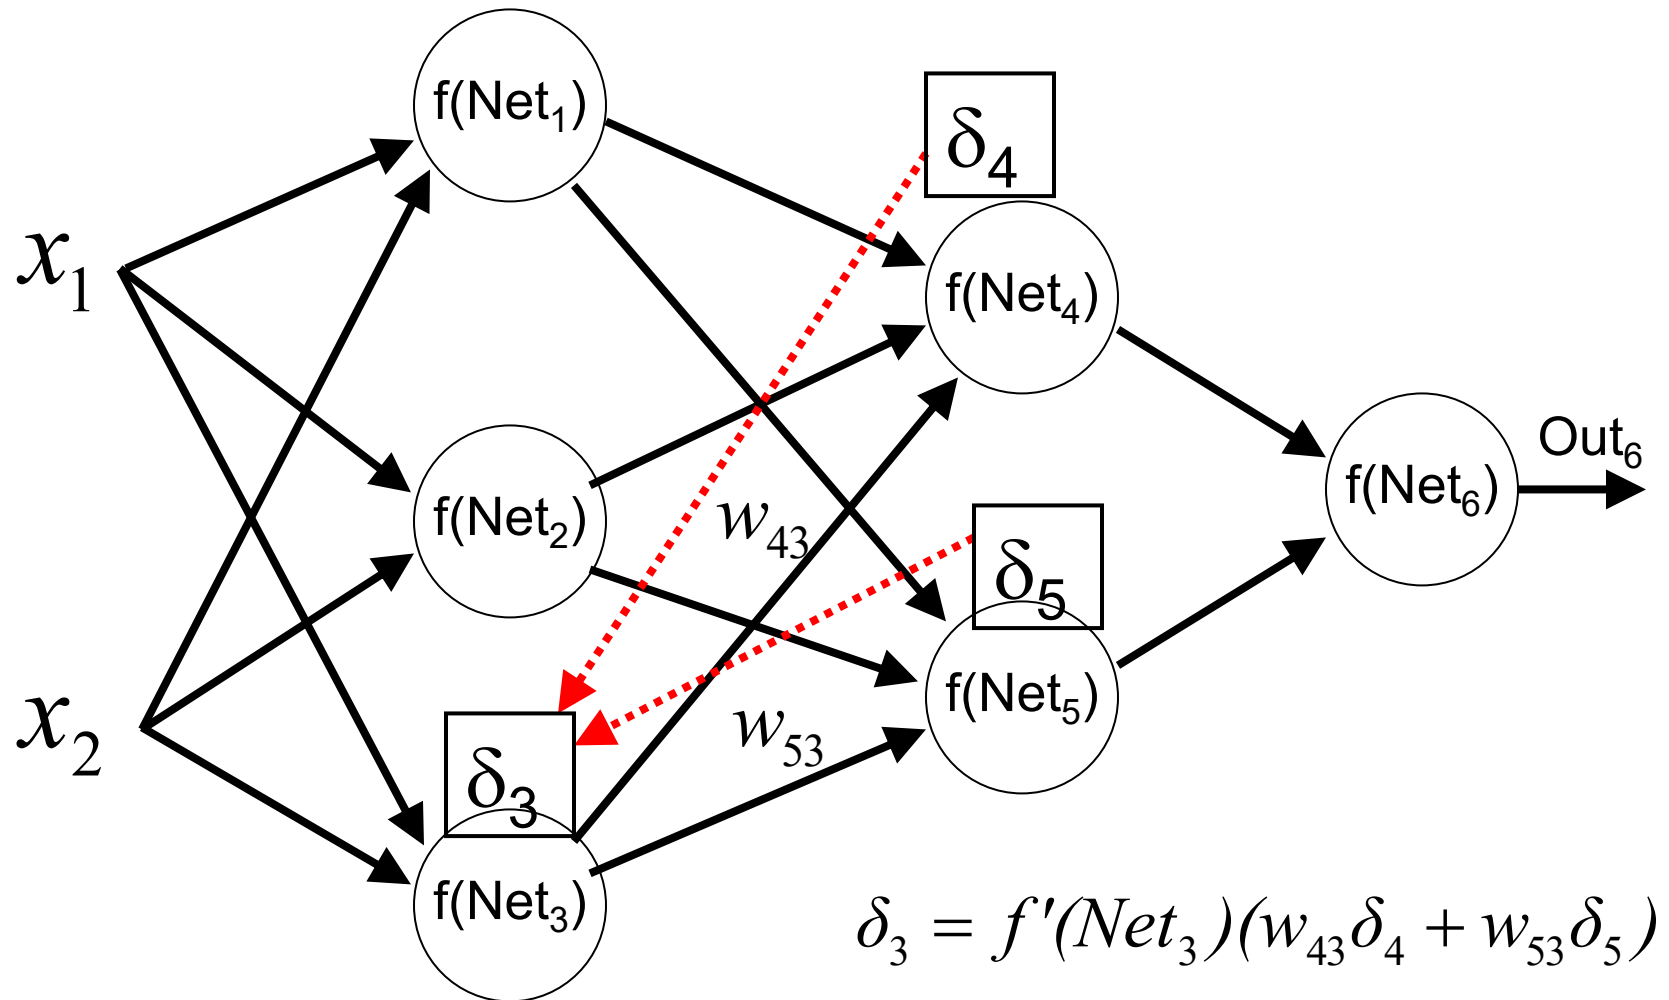 f(Net₁)
δ₄
x₁
f(Net₄)
Out₆
f(Net₆)
f(Net₂)
w₄₃
δ₅
f(Net₅)
x₂
w₅₃
δ₃
f(Net₃)
δ₃ = f'(Net₃)(w₄₃δ₄ + w₅₃δ₅)